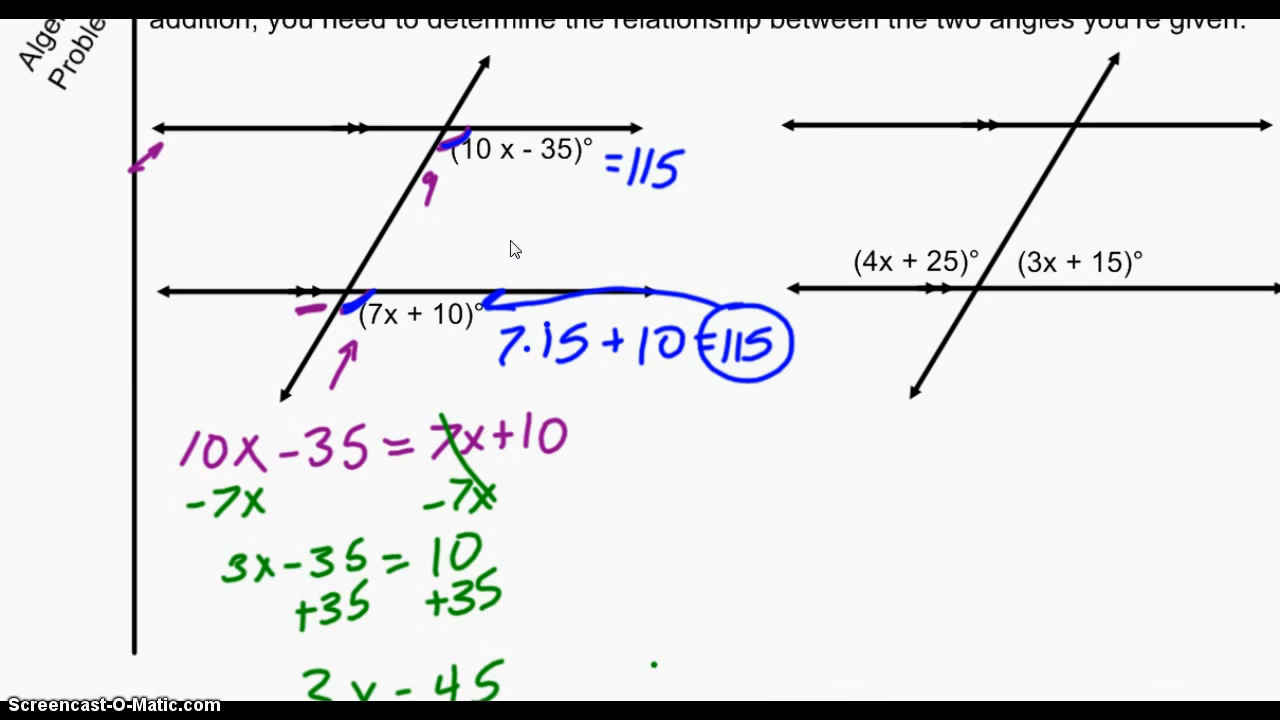 addition, you need to determine the relationship between the two angles you're given.
Alge
Proble
(10 x - 35)°
=115
(4x + 25)°
(3x + 15)°
(7x + 10)°
7·15 + 10 = 115
10x - 35 = 7x + 10
-7x -7x
3x - 35 = 10
+35 +35
3x = 45
Screencast-O-Matic.com